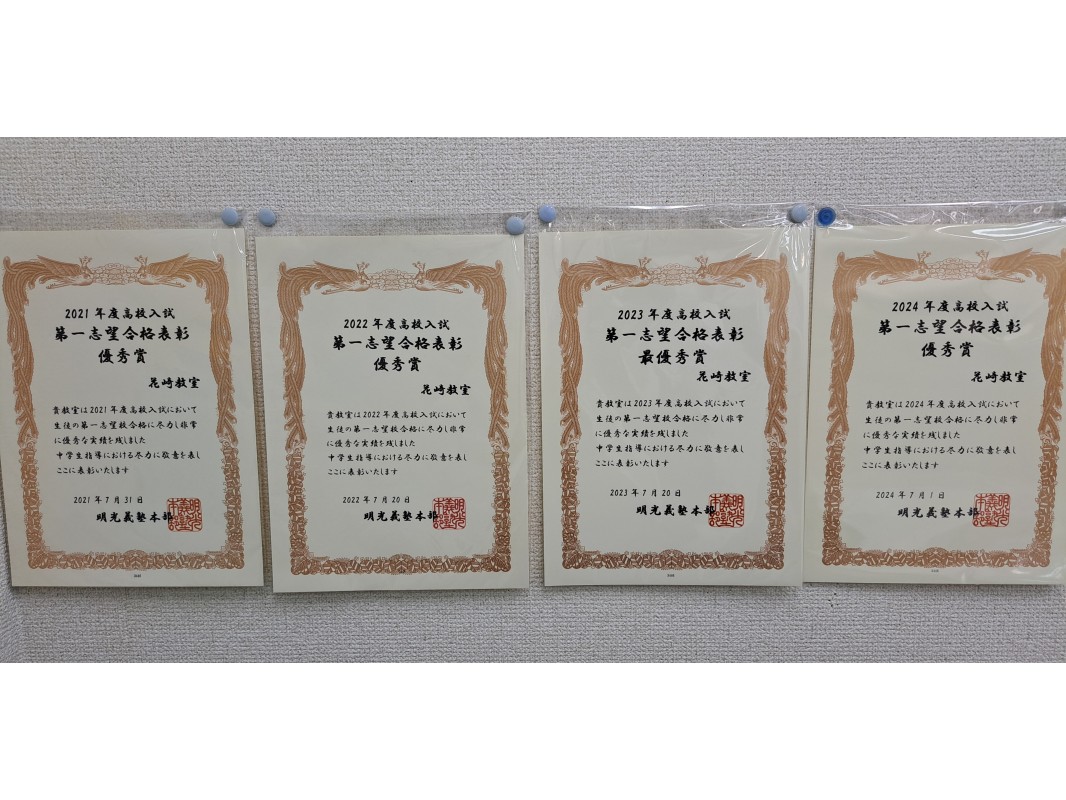 2021年度高校入試
第一志望合格表彰
優秀賞
花崎教室
貴教室は2021年度高校入試において
生徒の第一志望校合格に尽力し非常
に優秀な実績を残しました
中学生指導における尽力に敬意を表し
ここに表彰いたします
2021年7月31日
明光義塾本部
2022年度高校入試
第一志望合格表彰
優秀賞
花崎教室
貴教室は2022年度高校入試において
生徒の第一志望校合格に尽力し非常
に優秀な実績を残しました
中学生指導における尽力に敬意を表し
ここに表彰いたします
2022年7月20日
明光義塾本部
2023年度高校入試
第一志望合格表彰
最優秀賞
花崎教室
貴教室は2023年度高校入試において
生徒の第一志望校合格に尽力し非常
に優秀な実績を残しました
中学生指導における尽力に敬意を表し
ここに表彰いたします
2023年7月20日
明光義塾本部
2024年度高校入試
第一志望合格表彰
優秀賞
花崎教室
貴教室は2024年度高校入試において
生徒の第一志望校合格に尽力し非常
に優秀な実績を残しました
中学生指導における尽力に敬意を表し
ここに表彰いたします
2024年7月1日
明光義塾本部